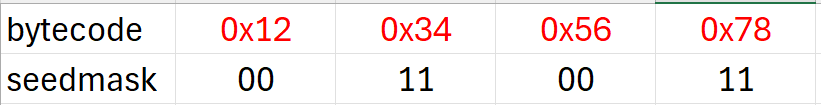 bytecode 0x12 0x34 0x56 0x78
seedmask 00 11 00 11